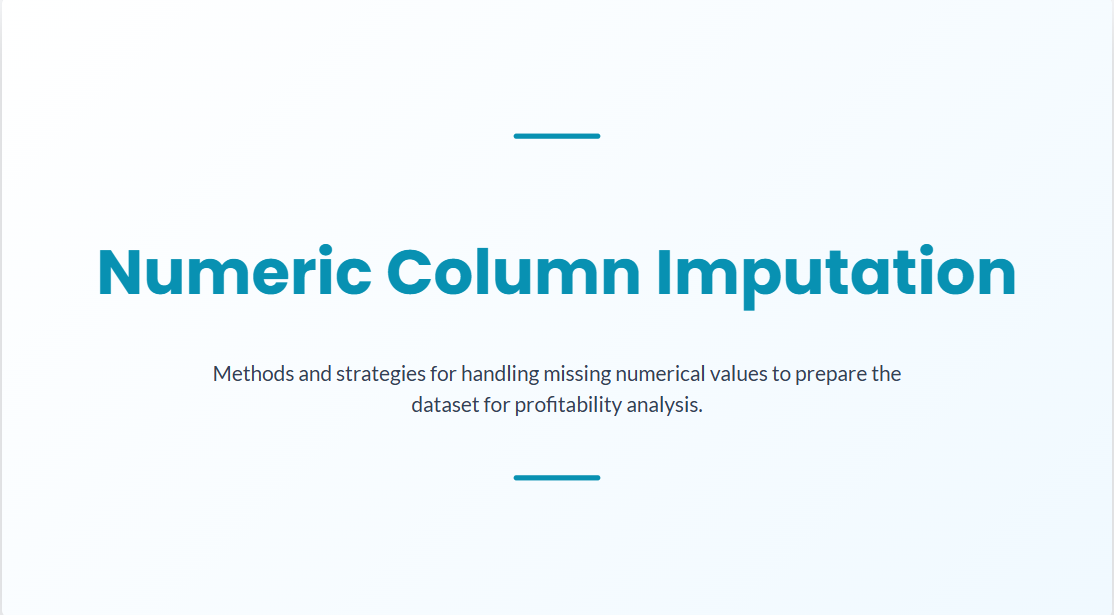 Numeric Column Imputation
Methods and strategies for handling missing numerical values to prepare the
dataset for profitability analysis.